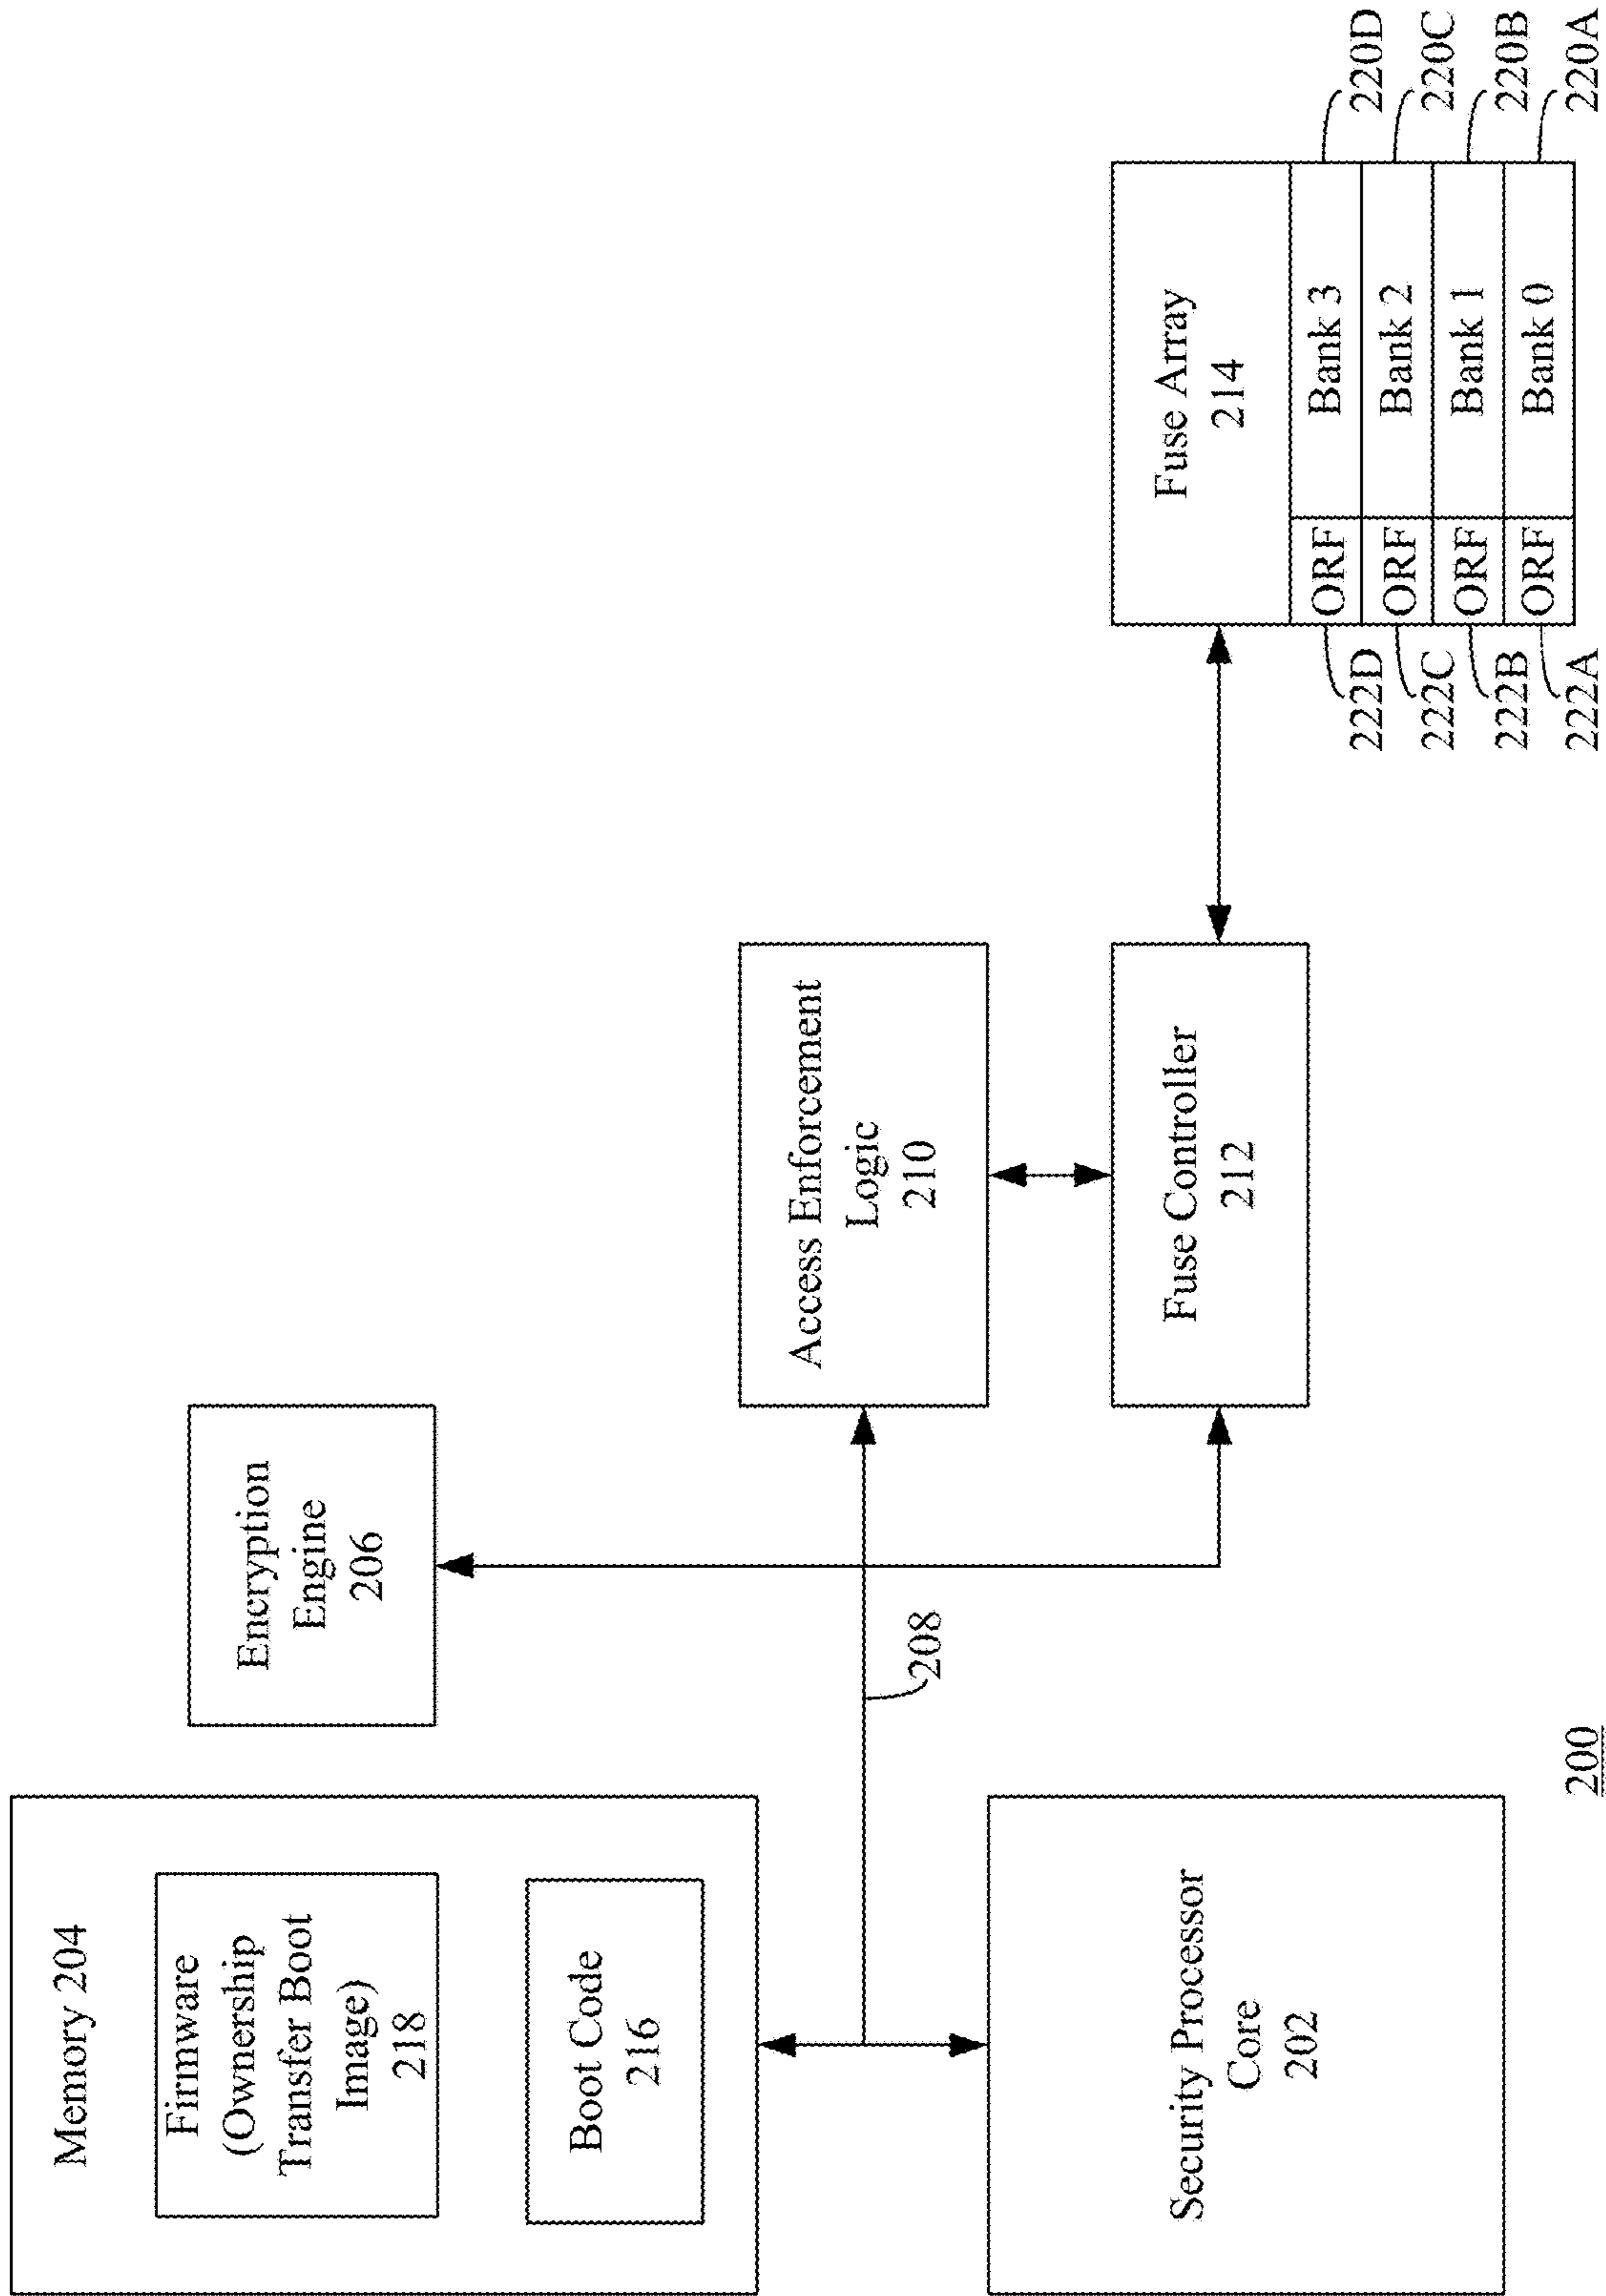 Memory 204
Firmware
(Ownership
Transfer Boot
Image)
218
Boot Code
216
Security Processor
Core
202
Encryption
Engine
206
208
Access Enforcement
Logic
210
Fuse Controller
212
Fuse Array
214
222D
ORF
Bank 3
220D
222C
ORF
Bank 2
220C
222B
ORF
Bank 1
220B
222A
ORF
Bank 0
220A
200